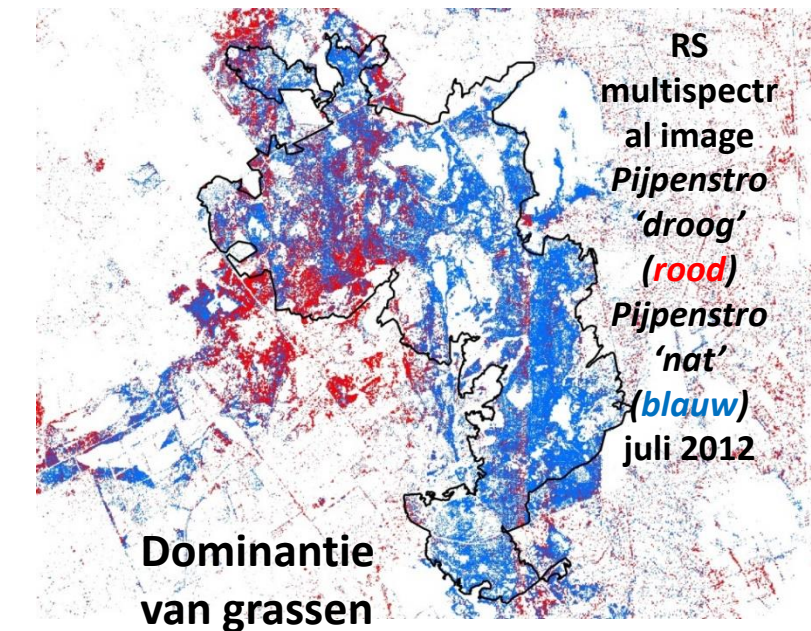 RS
multispectr
al image
Pijpenstro
‘droog’
(rood)
Pijpenstro
‘nat’
(blauw)
juli 2012
Dominantie
van grassen